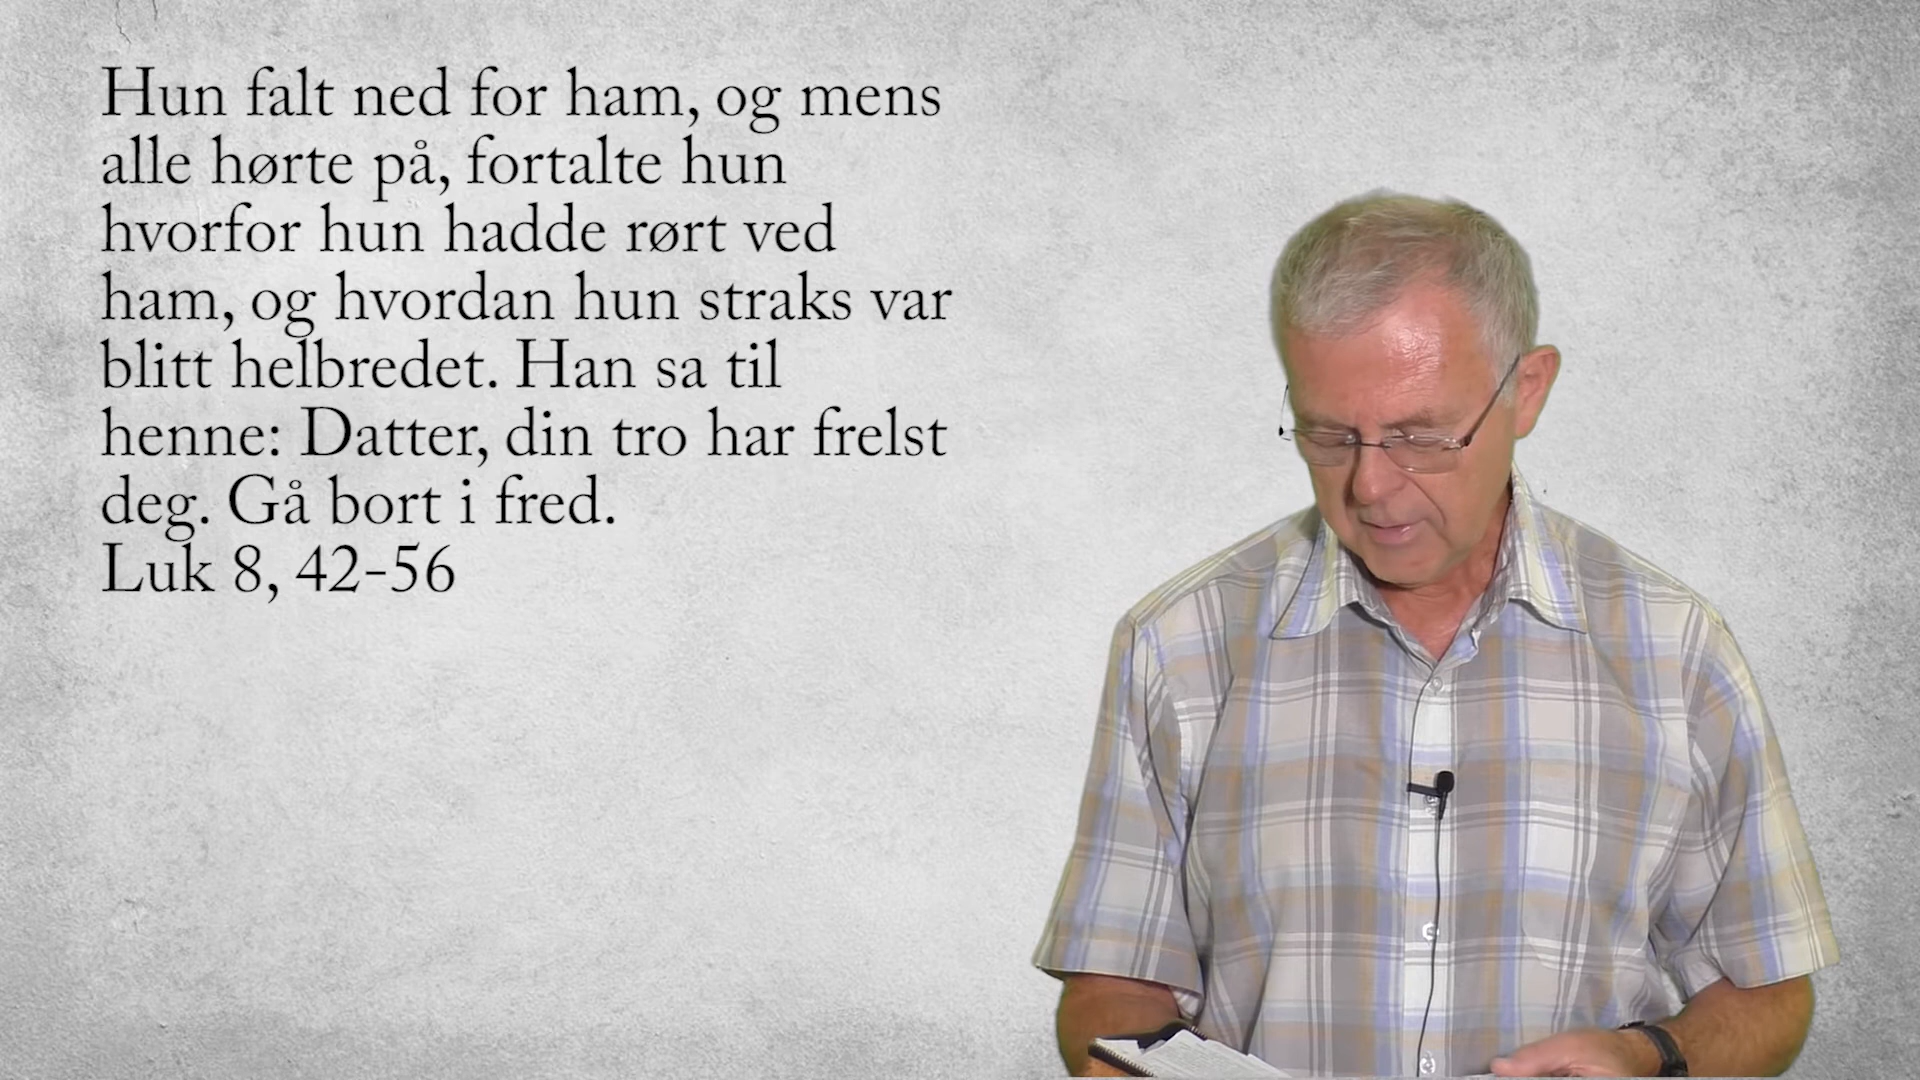 Hun falt ned for ham, og mens
alle hørte på, fortalte hun
hvorfor hun hadde rørt ved
ham, og hvordan hun straks var
blitt helbredet. Han sa til
henne: Datter, din tro har frelst
deg. Gå bort i fred.
Luk 8, 42-56